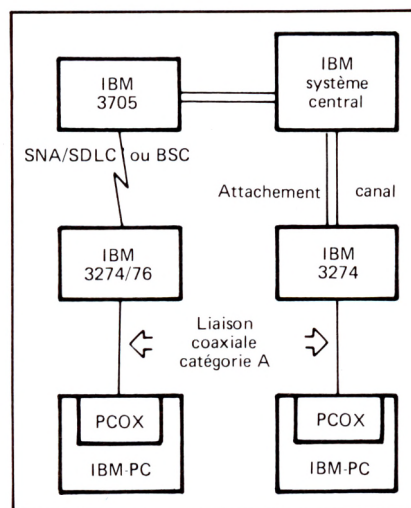 IBM
3705
IBM
système
central
SNA/SDLC ou BSC
Attachement canal
IBM
3274/76
IBM
3274
Liaison
coaxiale
catégorie A
PCOX
IBM-PC
PCOX
IBM-PC